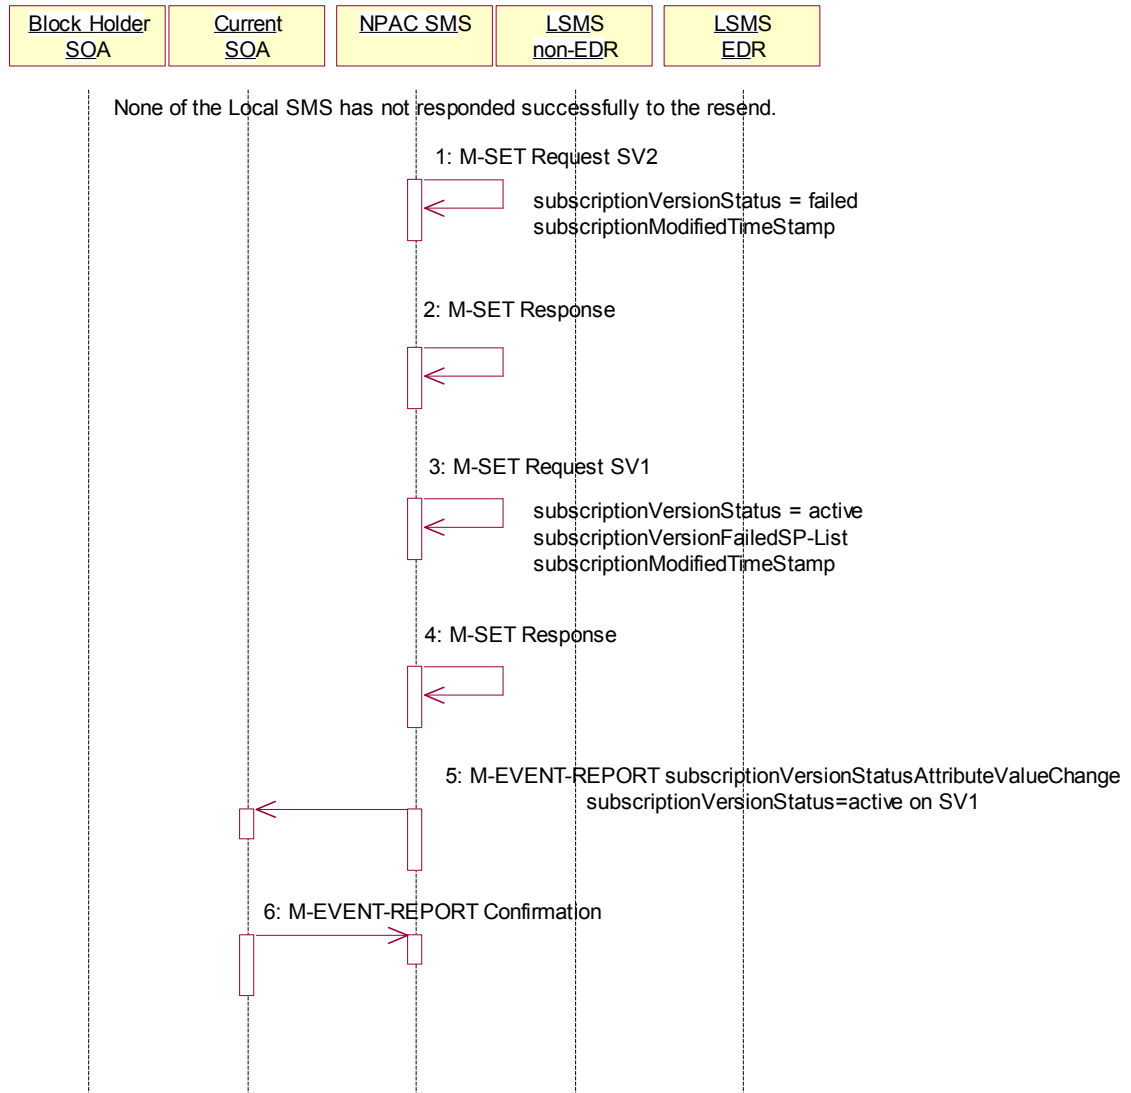 Block Holder
SOA
Current
SOA
NPAC SMS
LSMS
non-EDR
LSMS
EDR
None of the Local SMS has not responded successfully to the resend.
1: M-SET Request SV2
subscriptionVersionStatus = failed
subscriptionModifiedTimeStamp
2: M-SET Response
3: M-SET Request SV1
subscriptionVersionStatus = active
subscriptionVersionFailedSP-List
subscriptionModifiedTimeStamp
4: M-SET Response
5: M-EVENT-REPORT subscriptionVersionStatusAttributeValueChange
subscriptionVersionStatus=active on SV1
6: M-EVENT-REPORT Confirmation